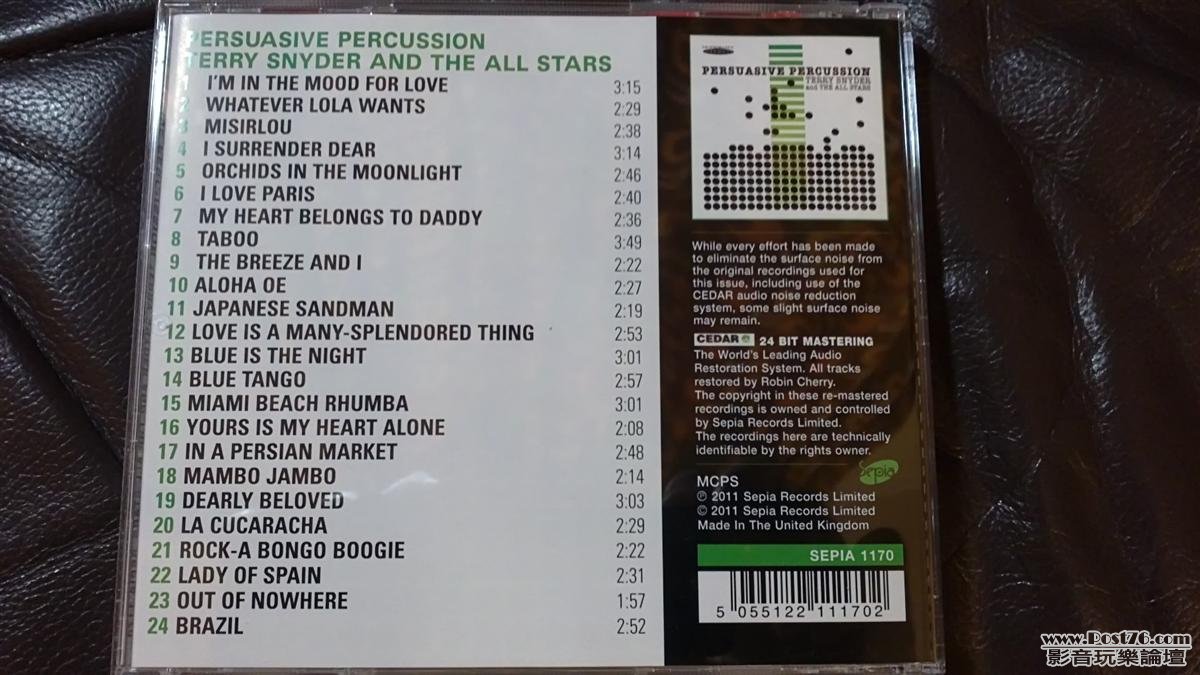 PERSUASIVE PERCUSSION
TERRY SNYDER AND THE ALL STARS
1 I'M IN THE MOOD FOR LOVE 3:15
2 WHATEVER LOLA WANTS 2:29
3 MISIRLOU 2:38
4 I SURRENDER DEAR 3:14
5 ORCHIDS IN THE MOONLIGHT 2:46
6 I LOVE PARIS 2:40
7 MY HEART BELONGS TO DADDY 2:36
8 TABOO 3:49
9 THE BREEZE AND I 2:22
10 ALOHA OE 2:27
11 JAPANESE SANDMAN 2:19
12 LOVE IS A MANY-SPLENDORED THING 2:53
13 BLUE IS THE NIGHT 3:01
14 BLUE TANGO 2:57
15 MIAMI BEACH RHUMBA 3:01
16 YOURS IS MY HEART ALONE 2:08
17 IN A PERSIAN MARKET 2:48
18 MAMBO JAMBO 2:14
19 DEARLY BELOVED 3:03
20 LA CUCARACHA 2:29
21 ROCK-A BONGO BOOGIE 2:22
22 LADY OF SPAIN 2:31
23 OUT OF NOWHERE 1:57
24 BRAZIL 2:52
PERSUASIVE PERCUSSION
TERRY SNYDER
and THE ALL STARS
While every effort has been made
to eliminate the surface noise from
the original recordings used for
this issue, including use of the
CEDAR audio noise reduction
system, some slight surface noise
may remain.
CEDAR 24 BIT MASTERING
The World's Leading Audio
Restoration System. All tracks
restored by Robin Cherry.
The copyright in these re-mastered
recordings is owned and controlled
by Sepia Records Limited.
The recordings here are technically
identifiable by the rights owner.
Sepia
MCPS
℗ 2011 Sepia Records Limited
© 2011 Sepia Records Limited
Made In The United Kingdom
SEPIA 1170
5 055122 111702
www.Post76.com
影音玩樂論壇